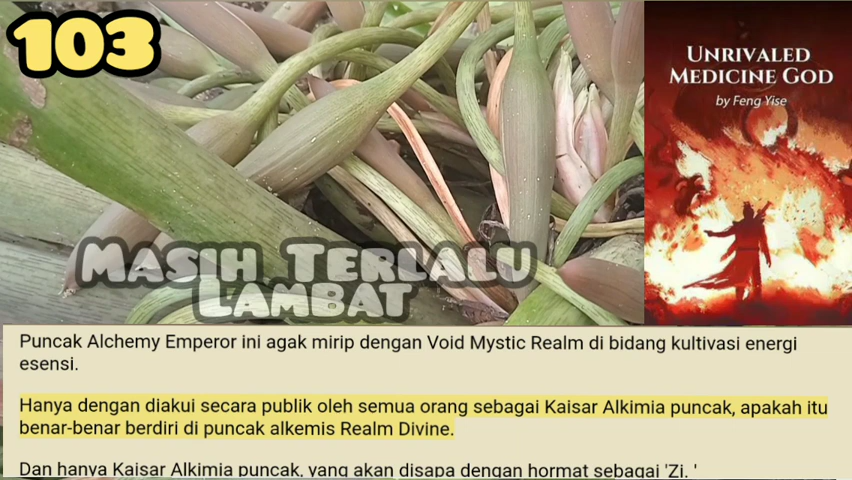 103
UNRIVALED
MEDICINE GOD
by Feng Yise
MASIH TERLALU
LAMBAT
Puncak Alchemy Emperor ini agak mirip dengan Void Mystic Realm di bidang kultivasi energi
esensi.
Hanya dengan diakui secara publik oleh semua orang sebagai Kaisar Alkimia puncak, apakah itu
benar-benar berdiri di puncak alkemis Realm Divine.
Dan hanya Kaisar Alkimia puncak, yang akan disapa dengan hormat sebagai 'Zi. '